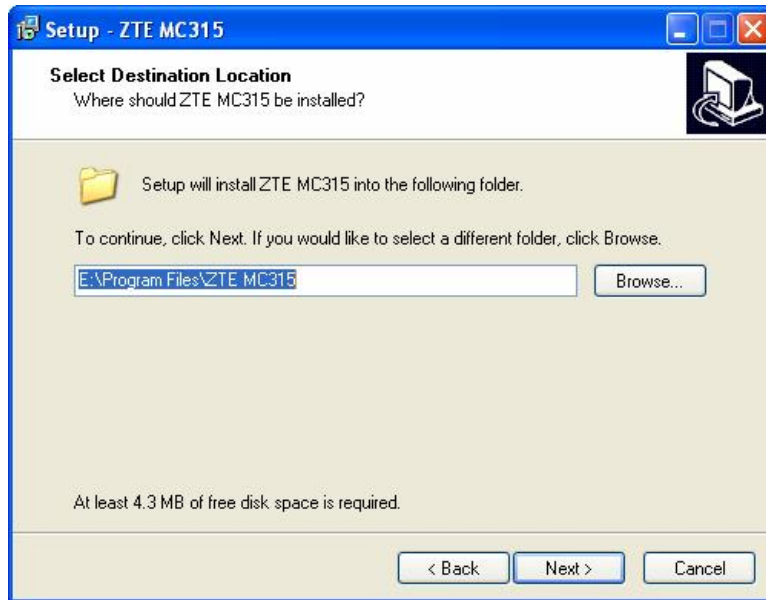 Setup - ZTE MC315
Select Destination Location
Where should ZTE MC315 be installed?
Setup will install ZTE MC315 into the following folder.
To continue, click Next. If you would like to select a different folder, click Browse.
E:\Program Files\ZTE MC315
Browse...
At least 4.3 MB of free disk space is required.
< Back
Next >
Cancel